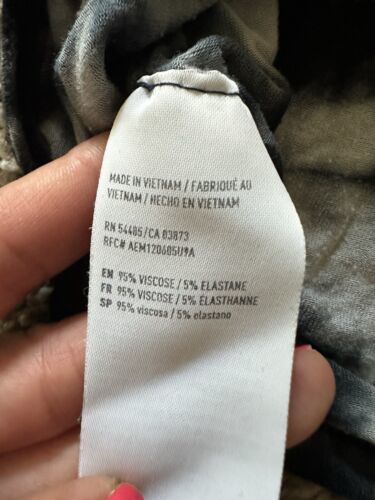 MADE IN VIETNAM / FABRIQUÉ AU
VIETNAM / HECHO EN VIETNAM
RN 54485/CA 03873
RFC# AEM120605U9A
EN 95% VISCOSE / 5% ELASTANE
FR 95% VISCOSE / 5% ÉLASTHANNE
SP 95% viscosa / 5% elastano